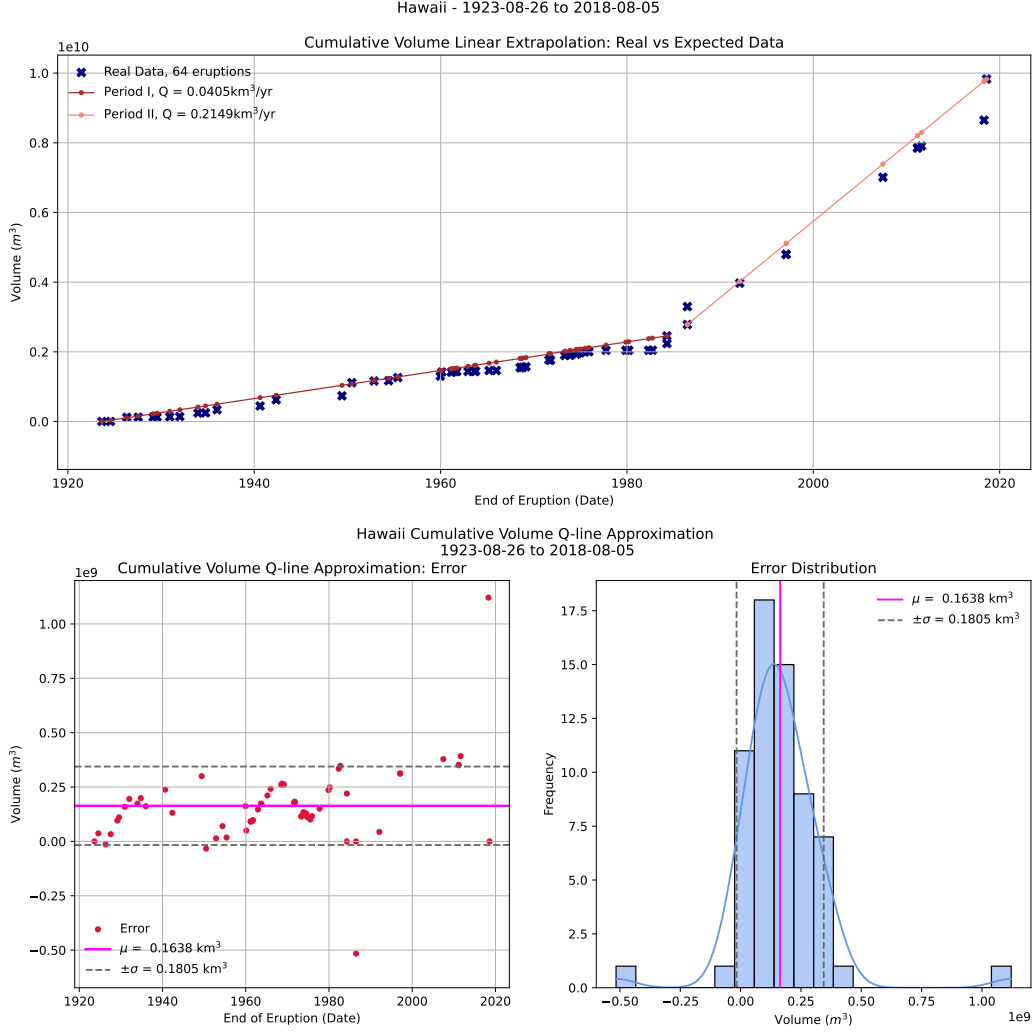 Hawaii - 1923-08-26 to 2018-08-05
Cumulative Volume Linear Extrapolation: Real vs Expected Data
1e10
Real Data, 64 eruptions
Period I, Q = 0.0405km³/yr
Period II, Q = 0.2149km³/yr
1.0
0.8
0.6
0.4
0.2
0.0
Volume (m³)
1920 1940 1960 1980 2000 2020
End of Eruption (Date)
Hawaii Cumulative Volume Q-line Approximation
1923-08-26 to 2018-08-05
Cumulative Volume Q-line Approximation: Error
1e9
1.00
0.75
0.50
0.25
0.00
−0.25
−0.50
Volume (m³)
Error
μ = 0.1638 km³
±σ = 0.1805 km³
1920 1940 1960 1980 2000 2020
End of Eruption (Date)
Error Distribution
μ = 0.1638 km³
±σ = 0.1805 km³
17.5
15.0
12.5
10.0
7.5
5.0
2.5
0.0
Frequency
−0.50 −0.25 0.00 0.25 0.50 0.75 1.00
Volume (m³)
1e9